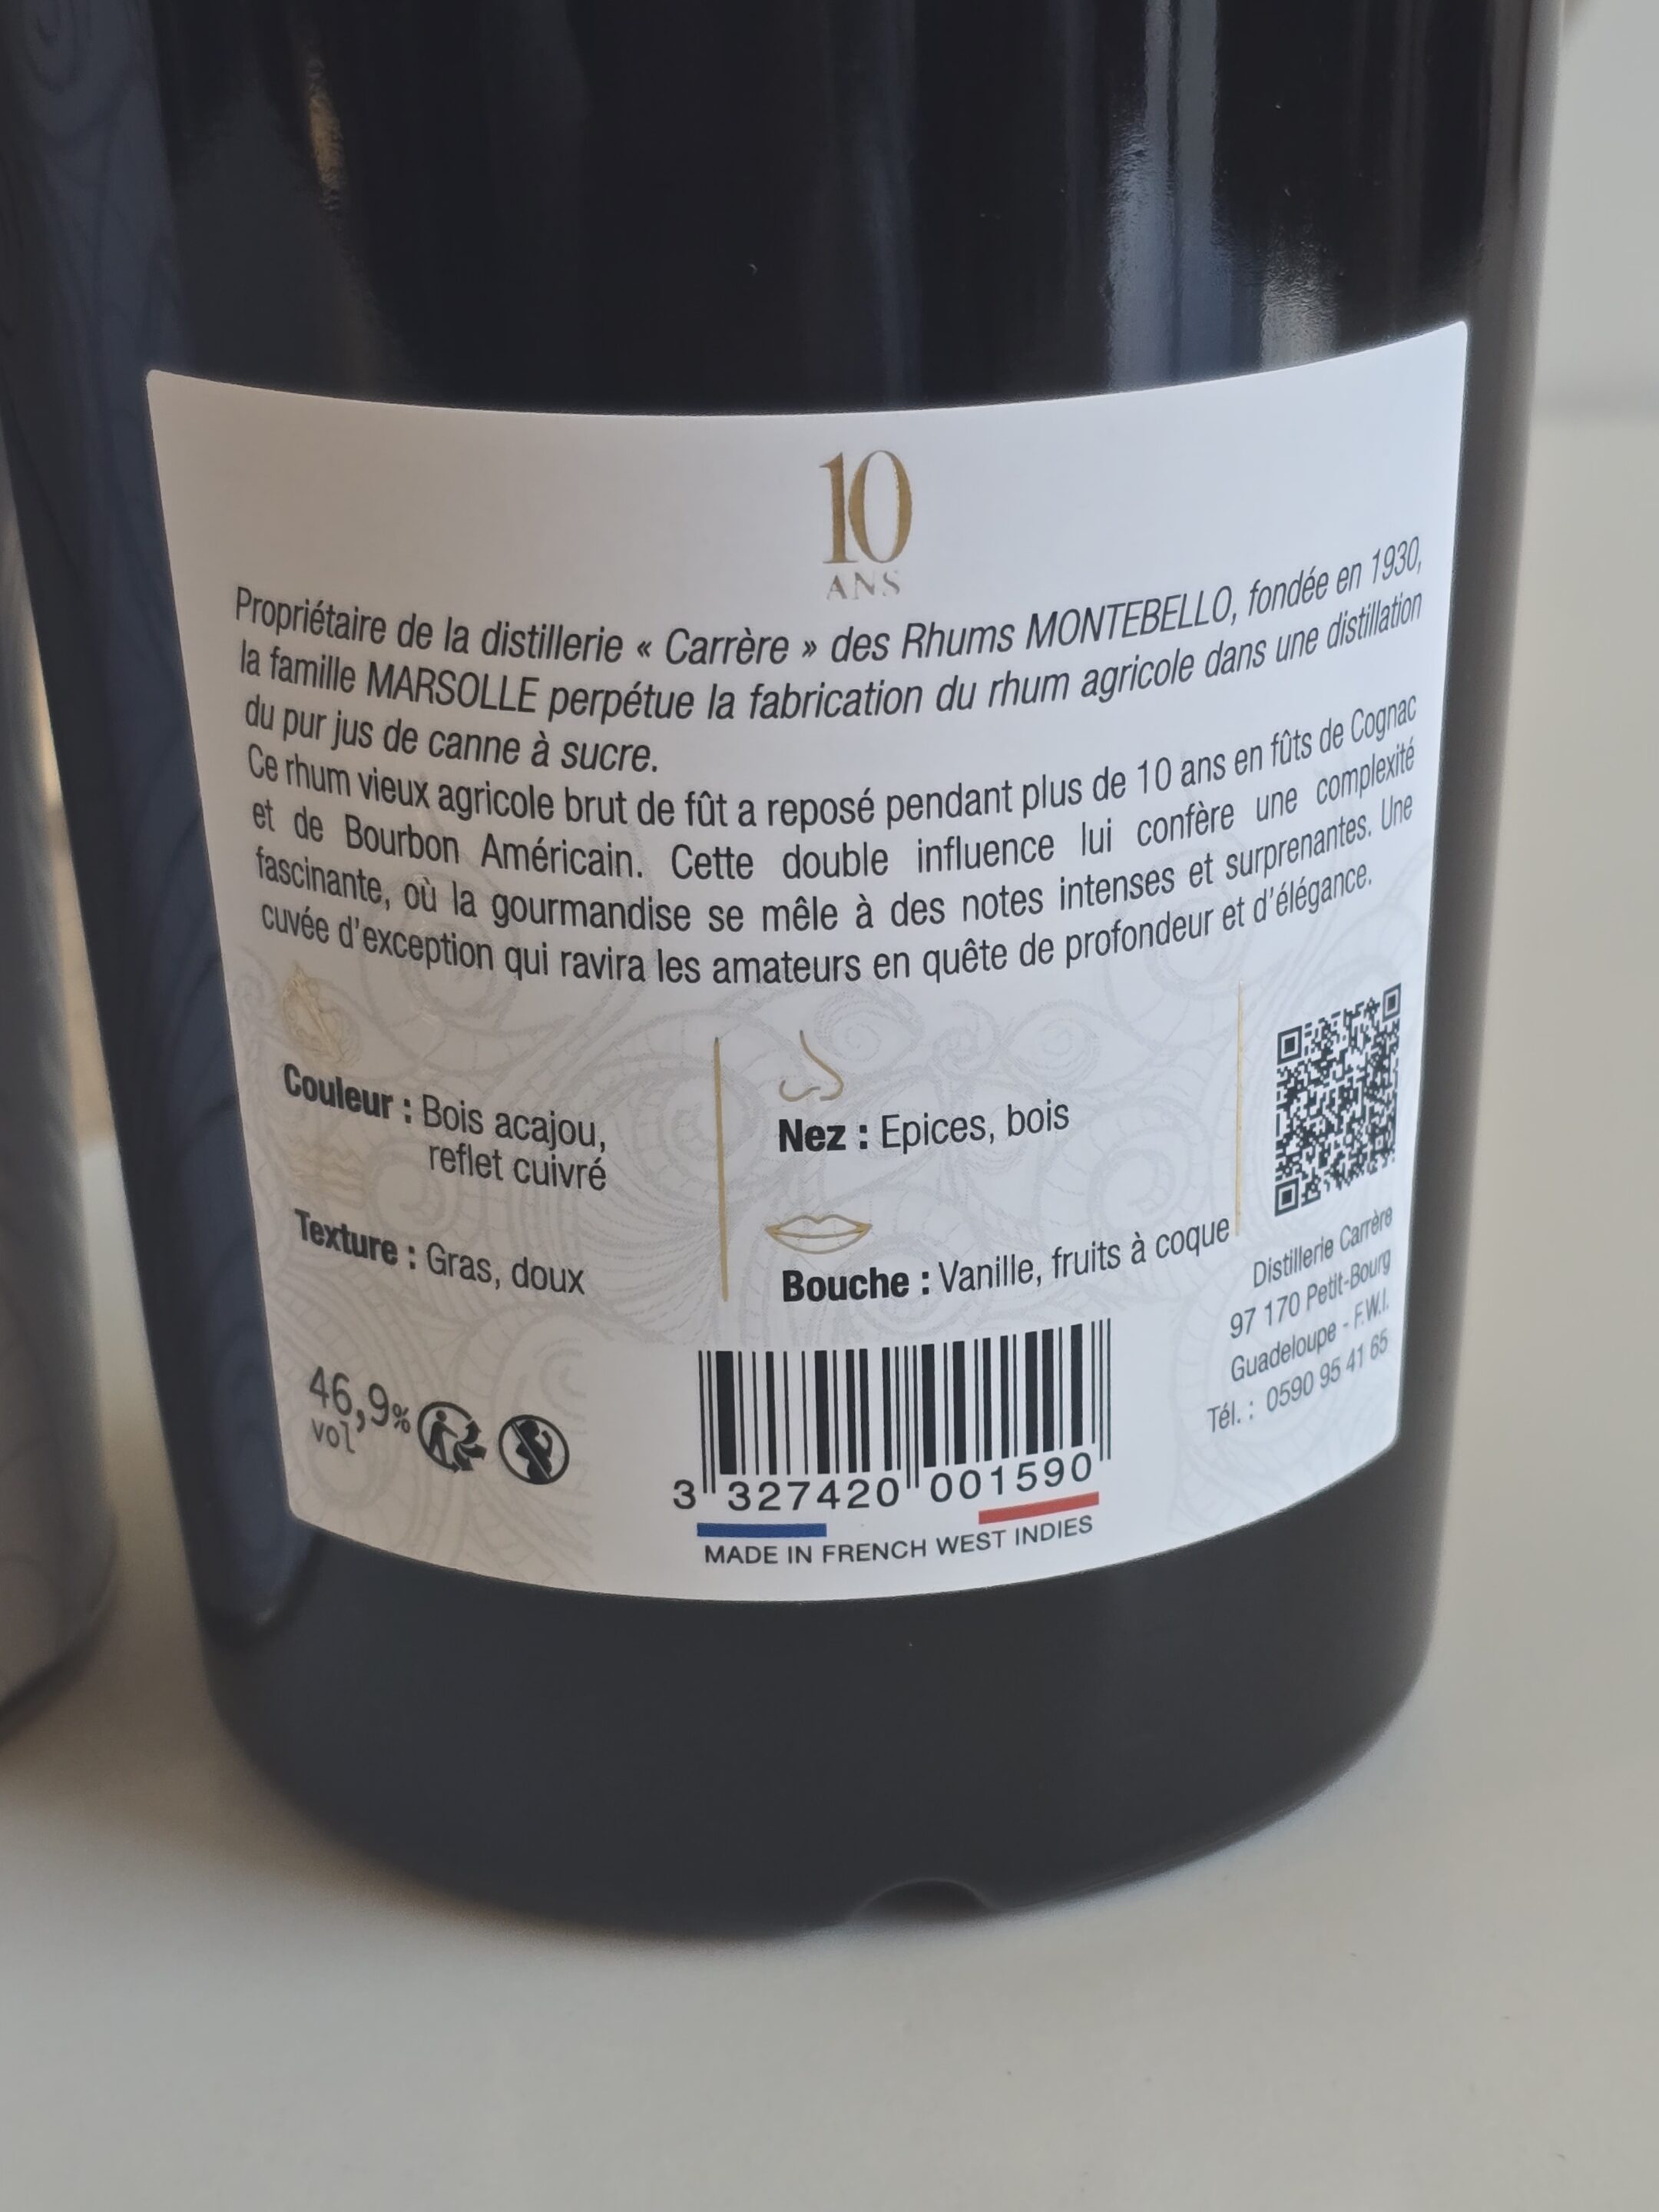 10
ANS
Propriétaire de la distillerie « Carrère » des Rhums MONTEBELLO, fondée en 1930,
la famille MARSOLLE perpétue la fabrication du rhum agricole dans une distillation
du pur jus de canne à sucre.
Ce rhum vieux agricole brut de fût a reposé pendant plus de 10 ans en fûts de Cognac
et de Bourbon Américain. Cette double influence lui confère une complexité
fascinante, où la gourmandise se mêle à des notes intenses et surprenantes. Une
cuvée d'exception qui ravira les amateurs en quête de profondeur et d'élégance.
Couleur : Bois acajou,
reflet cuivré
Texture : Gras, doux
Nez : Epices, bois
Bouche : Vanille, fruits à coque
Distillerie Carrère
97 170 Petit-Bourg
Guadeloupe - F.W.I.
Tél. : 0590 95 41 65
46,9%
vol
3 327420 001590
MADE IN FRENCH WEST INDIES